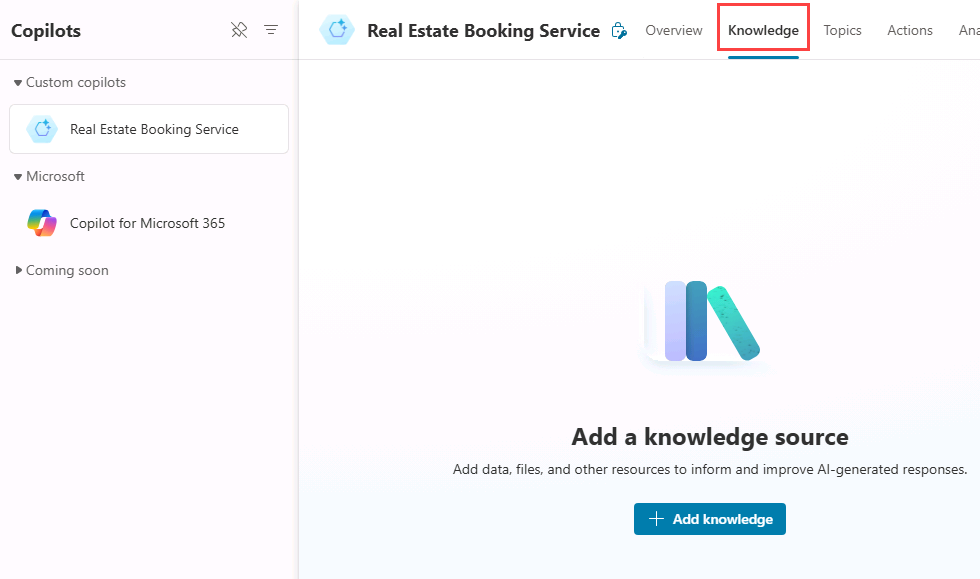 Copilots
Custom copilots
Real Estate Booking Service
Microsoft
Copilot for Microsoft 365
Coming soon
Real Estate Booking Service Overview Knowledge Topics Actions
Add a knowledge source
Add data, files, and other resources to inform and improve AI-generated responses.
Add knowledge